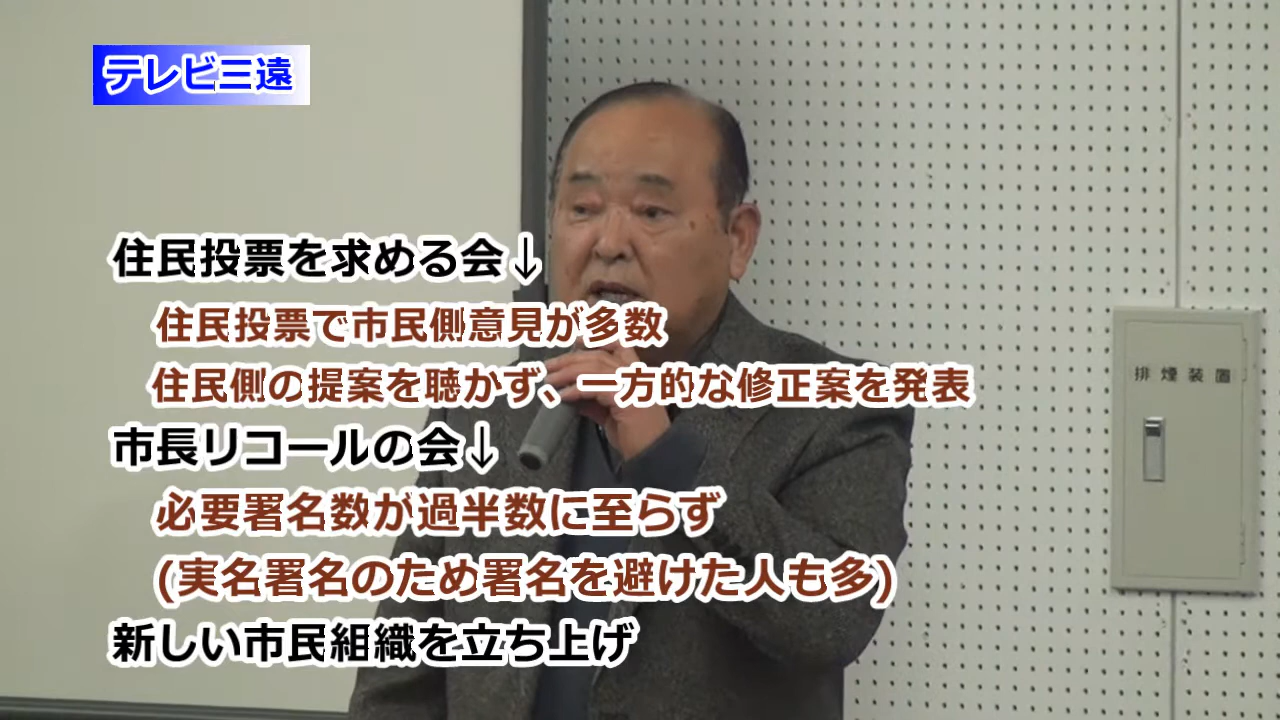 テレビ三遠
住民投票を求める会↓
住民投票で市民側意見が多数
住民側の提案を聴かず、一方的な修正案を発表
排煙装置
市長リコールの会↓
必要署名数が過半数に至らず
(実名署名のため署名を避けた人も多)
新しい市民組織を立ち上げ